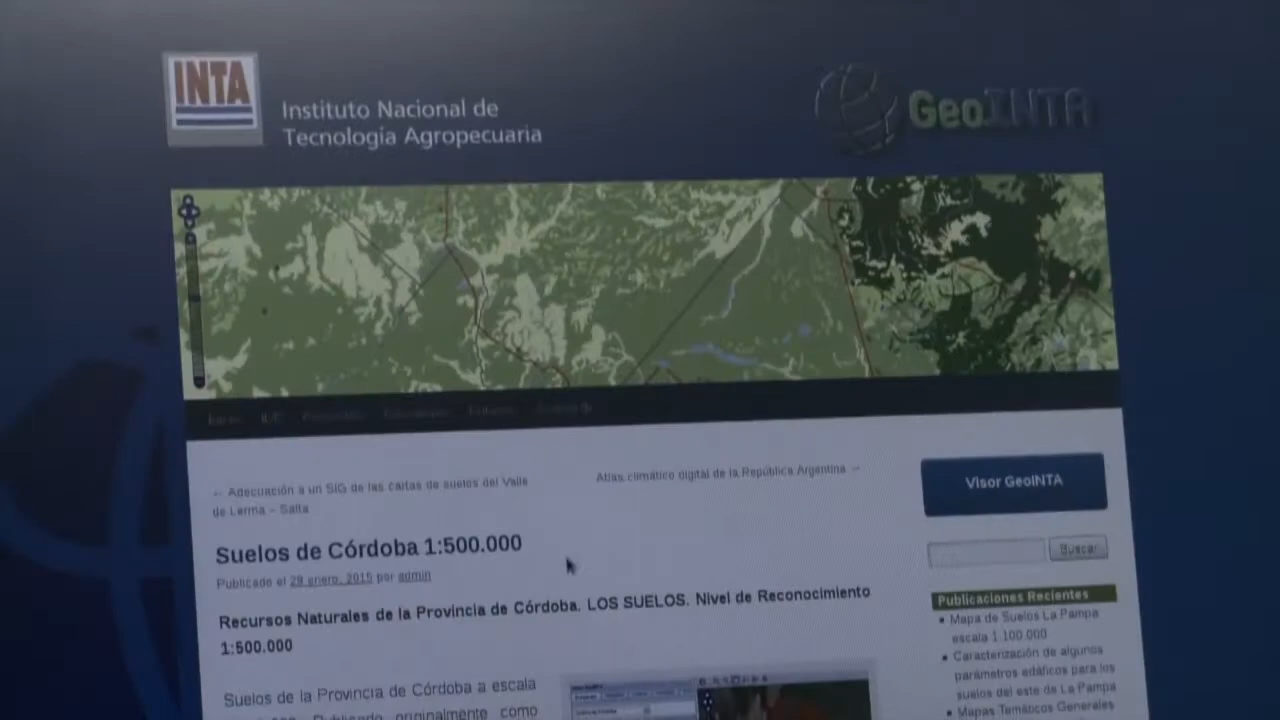 INTA
Instituto Nacional de
Tecnología Agropecuaria
GeoINTA
← Adecuación a un SIG de las cartas de suelos del Valle
de Lerma – Salta
Atlas climático digital de la República Argentina →
Visor GeoINTA
Suelos de Córdoba 1:500.000
Buscar
Publicado el 29 enero, 2015 por admin
Recursos Naturales de la Provincia de Córdoba. LOS SUELOS. Nivel de Reconocimiento
1:500.000
Publicaciones Recientes
Mapa de Suelos La Pampa
escala 1:100.000
Caracterización de algunos
parámetros edáficos para los
suelos del este de La Pampa
Mapas Temáticos Generales
Suelos de la Provincia de Córdoba a escala
Publicado originalmente como